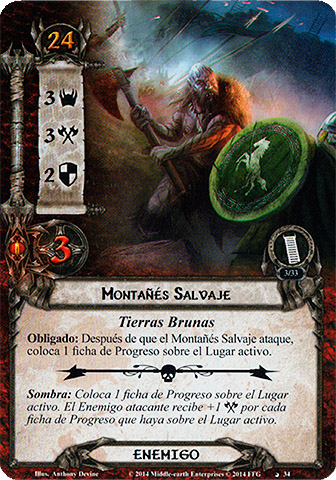 24
3
3
2
3
3/33
Montañés Salvaje
Tierras Brunas
Obligado: Después de que el Montañés Salvaje ataque,
coloca 1 ficha de Progreso sobre el Lugar activo.
Sombra: Coloca 1 ficha de Progreso sobre el Lugar
activo. El Enemigo atacante recibe +1 por cada
ficha de Progreso que haya sobre el Lugar activo.
ENEMIGO
Illus. Anthony Devine © 2014 Middle-earth Enterprises © 2014 FFG 34